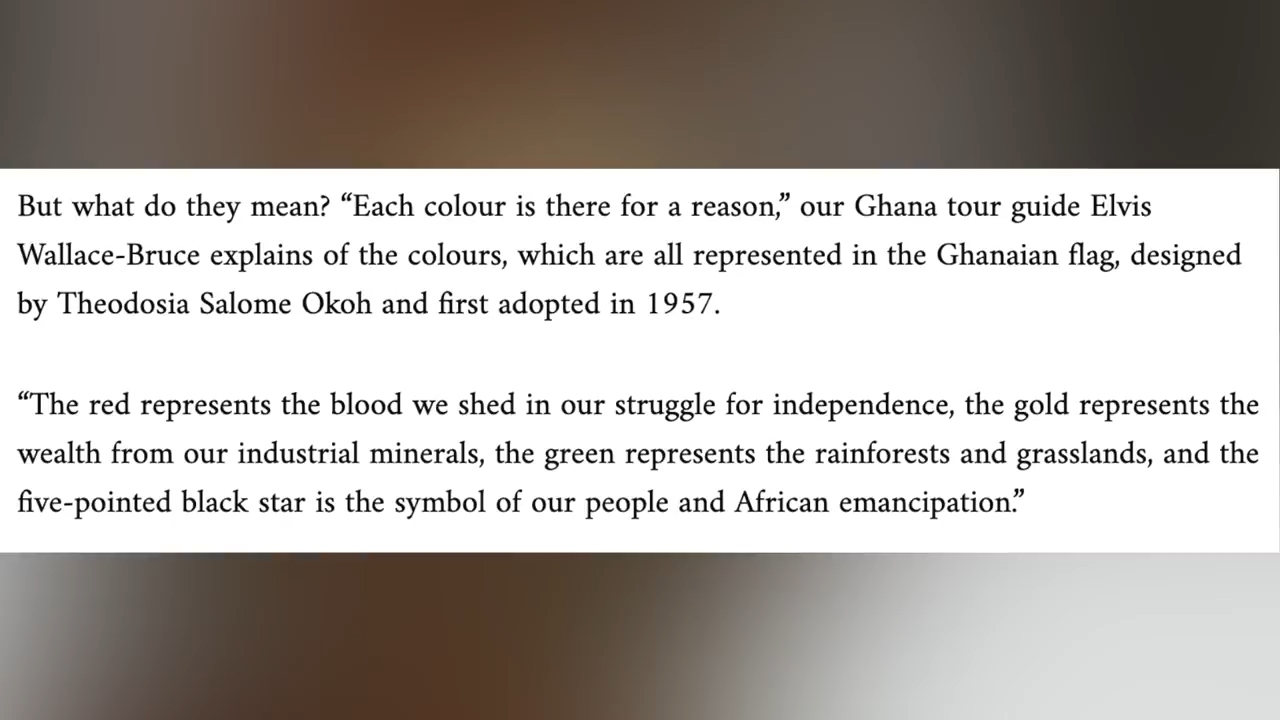 But what do they mean? “Each colour is there for a reason,” our Ghana tour guide Elvis
Wallace-Bruce explains of the colours, which are all represented in the Ghanaian flag, designed
by Theodosia Salome Okoh and first adopted in 1957.
“The red represents the blood we shed in our struggle for independence, the gold represents the
wealth from our industrial minerals, the green represents the rainforests and grasslands, and the
five-pointed black star is the symbol of our people and African emancipation.”